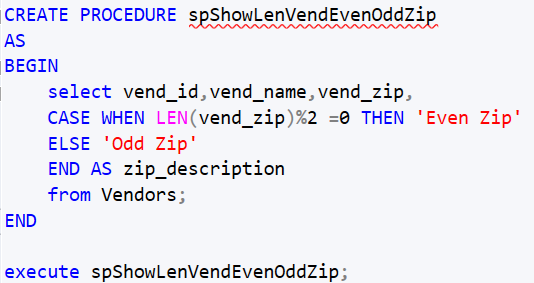 CREATE PROCEDURE spShowLenVendEvenOddZip
AS
BEGIN
    select vend_id,vend_name,vend_zip,
    CASE WHEN LEN(vend_zip)%2 =0 THEN 'Even Zip'
    ELSE 'Odd Zip'
    END AS zip_description
    from Vendors;
END

execute spShowLenVendEvenOddZip;